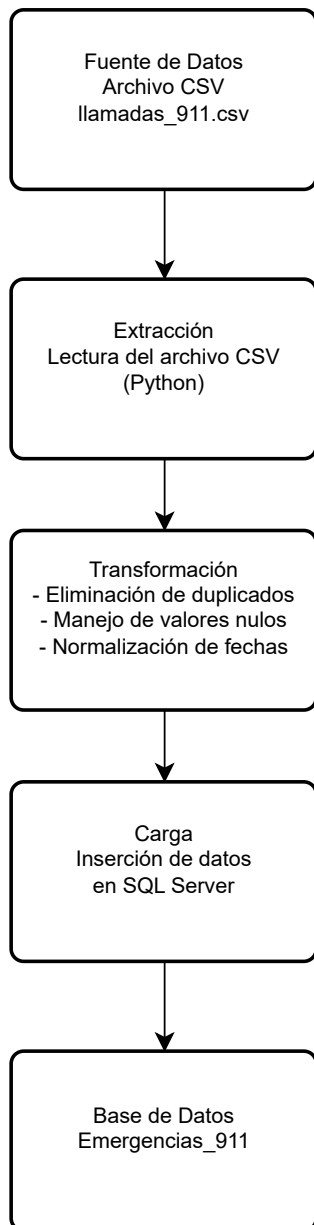 Fuente de Datos
Archivo CSV
llamadas_911.csv
Extracción
Lectura del archivo CSV
(Python)
Transformación
- Eliminación de duplicados
- Manejo de valores nulos
- Normalización de fechas
Carga
Inserción de datos
en SQL Server
Base de Datos
Emergencias_911